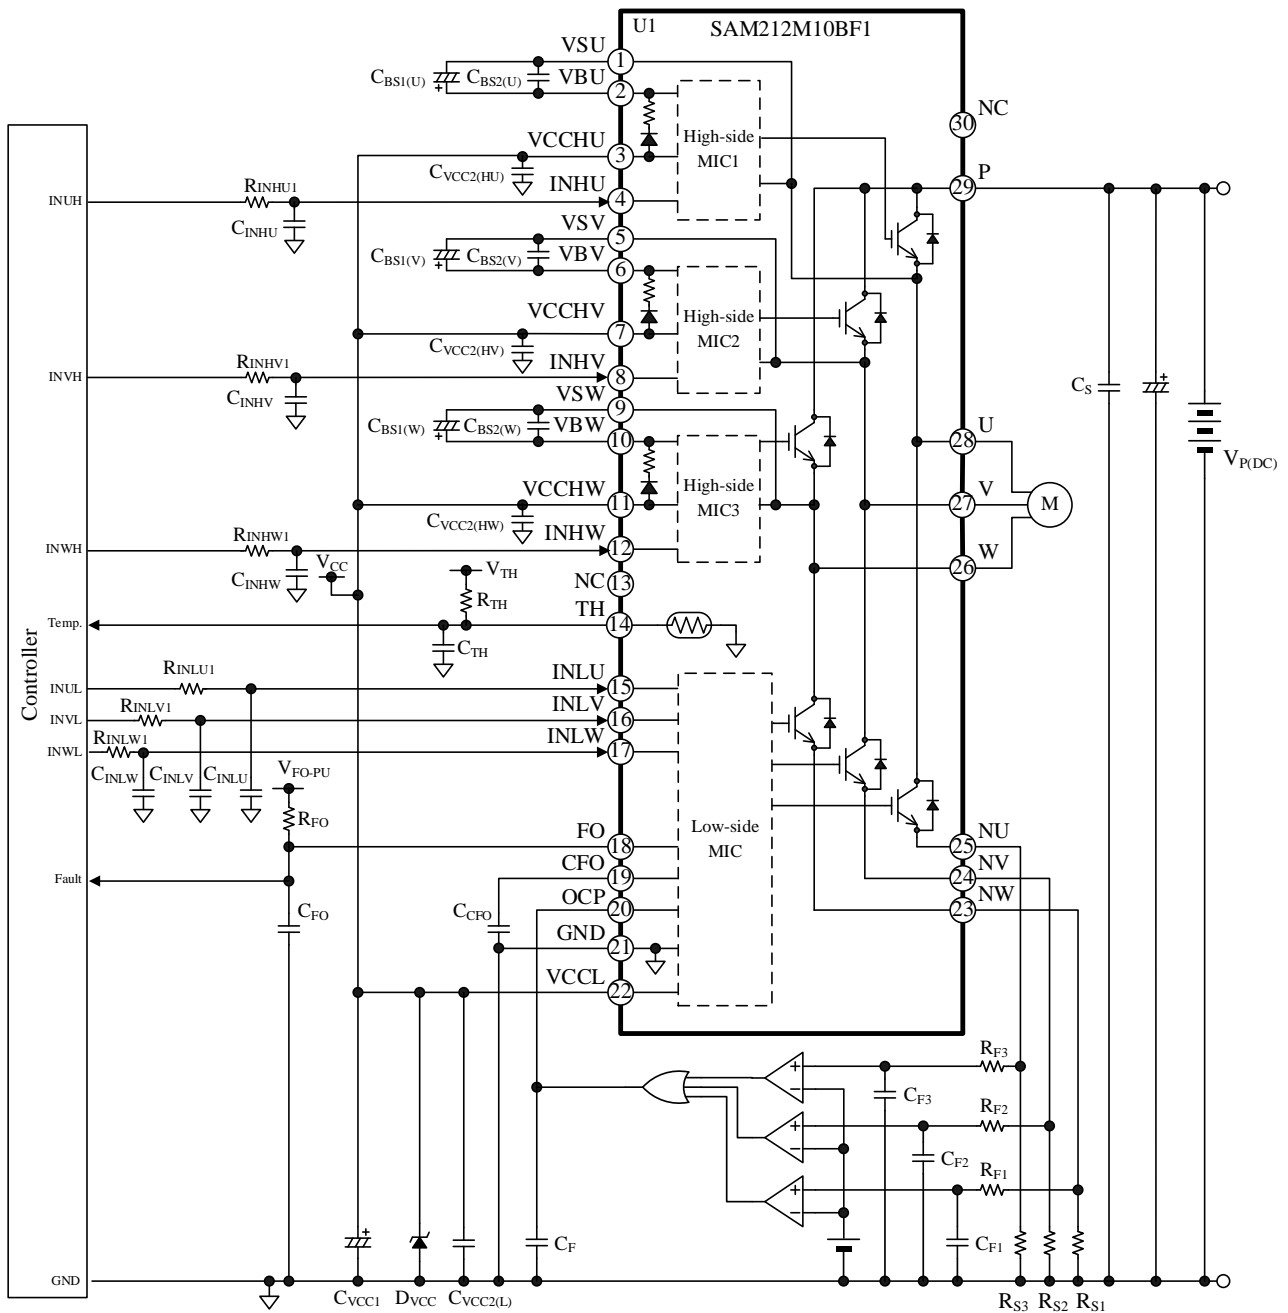 U1
SAM212M10BF1
VSU
1
CBS1(U)
CBS2(U)
VBU
2
VCCHU
3
High-side
MIC1
NC
30
CVCC2(HU)
P
29
INUH
RINHU1
INHU
4
CINHU
VSV
5
CBS1(V)
CBS2(V)
VBV
6
VCCHV
7
High-side
MIC2
CVCC2(HV)
INVH
RINHV1
INHV
8
CINHV
CS
VSW
9
CBS1(W)
CBS2(W)
VBW
10
U
28
VP(DC)
VCCHW
11
High-side
MIC3
V
27
M
CVCC2(HW)
INWH
RINHW1
INHW
12
W
26
CINHW
VCC
VTH
NC
13
RTH
TH
14
Temp.
CTH
Controller
RINLU1
INLU
15
INUL
RINLV1
INLV
16
INVL
RINLW1
INLW
17
INWL
CINLW
CINLV
CINLU
VFO-PU
RFO
FO
18
Low-side
MIC
NU
25
Fault
CFO
19
NV
24
CFO
CCFO
OCP
20
NW
23
GND
21
VCCL
22
RF3
+
−
CF3
RF2
+
−
CF2
RF1
+
−
CF
CF1
GND
CVCC1
DVCC
CVCC2(L)
RS3
RS2
RS1
+
+
+
+
+